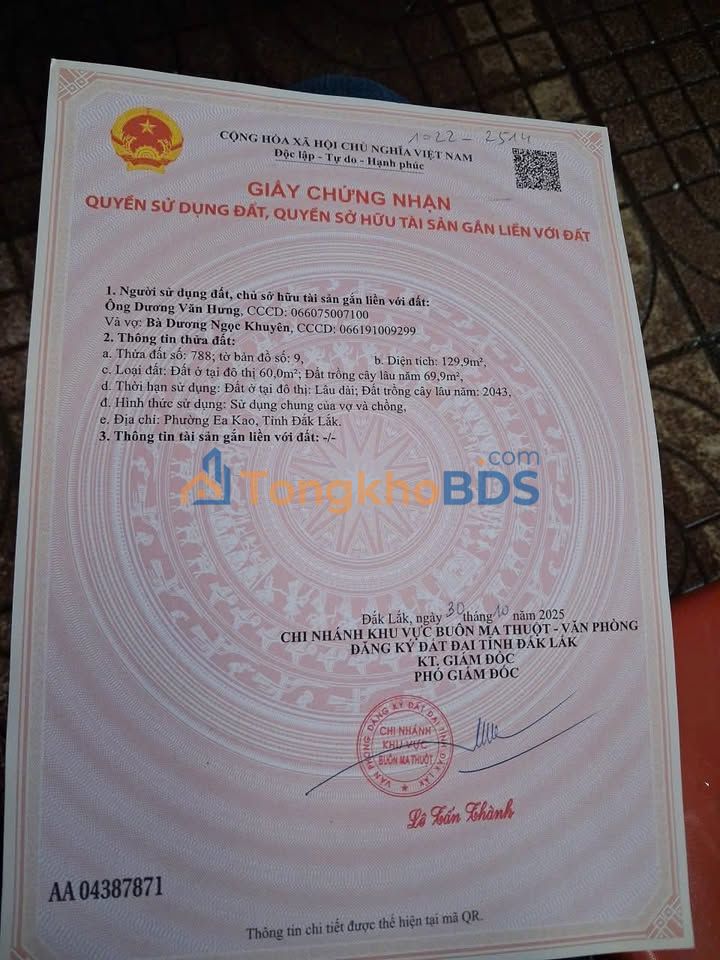 1022 - 2514
CỘNG HÒA XÃ HỘI CHỦ NGHĨA VIỆT NAM
Độc lập - Tự do - Hạnh phúc
GIẤY CHỨNG NHẬN
QUYỀN SỬ DỤNG ĐẤT, QUYỀN SỞ HỮU TÀI SẢN GẮN LIỀN VỚI ĐẤT
1. Người sử dụng đất, chủ sở hữu tài sản gắn liền với đất:
Ông Dương Văn Hưng, CCCD: 066075007100
Và vợ: Bà Dương Ngọc Khuyên, CCCD: 066191009299
2. Thông tin thửa đất:
a. Thửa đất số: 788; tờ bản đồ số: 9, b. Diện tích: 129,9m²,
c. Loại đất: Đất ở tại đô thị 60,0m²; Đất trồng cây lâu năm 69,9m²,
d. Thời hạn sử dụng: Đất ở tại đô thị: Lâu dài; Đất trồng cây lâu năm: 2043,
đ. Hình thức sử dụng: Sử dụng chung của vợ và chồng,
e. Địa chỉ: Phường Ea Kao, Tỉnh Đắk Lắk.
3. Thông tin tài sản gắn liền với đất: -/-
TongkhoBDS.com
Đắk Lắk, ngày 30 tháng 10 năm 2025
CHI NHÁNH KHU VỰC BUÔN MA THUỘT - VĂN PHÒNG
ĐĂNG KÝ ĐẤT ĐAI TỈNH ĐẮK LẮK
KT. GIÁM ĐỐC
PHÓ GIÁM ĐỐC
VĂN PHÒNG ĐĂNG KÝ ĐẤT ĐAI TỈNH ĐẮK LẮK
CHI NHÁNH
KHU VỰC
BUÔN MA THUỘT
Lê Tấn Thành
AA 04387871
Thông tin chi tiết được thể hiện tại mã QR.